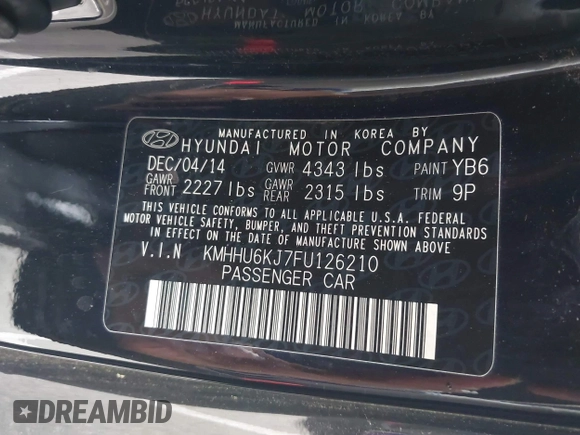 MANUFACTURED IN KOREA BY
HYUNDAI MOTOR COMPANY
DEC/04/14 GVWR 4343 lbs PAINT YB6
GAWR FRONT 2227 lbs GAWR REAR 2315 lbs TRIM 9P
THIS VEHICLE CONFORMS TO ALL APPLICABLE U.S.A. FEDERAL
MOTOR VEHICLE SAFETY, BUMPER, AND THEFT PREVENTION STANDARDS
IN EFFECT ON THE DATE OF MANUFACTURE SHOWN ABOVE.
V.I.N KMHHU6KJ7FU126210
PASSENGER CAR
DREAMBID